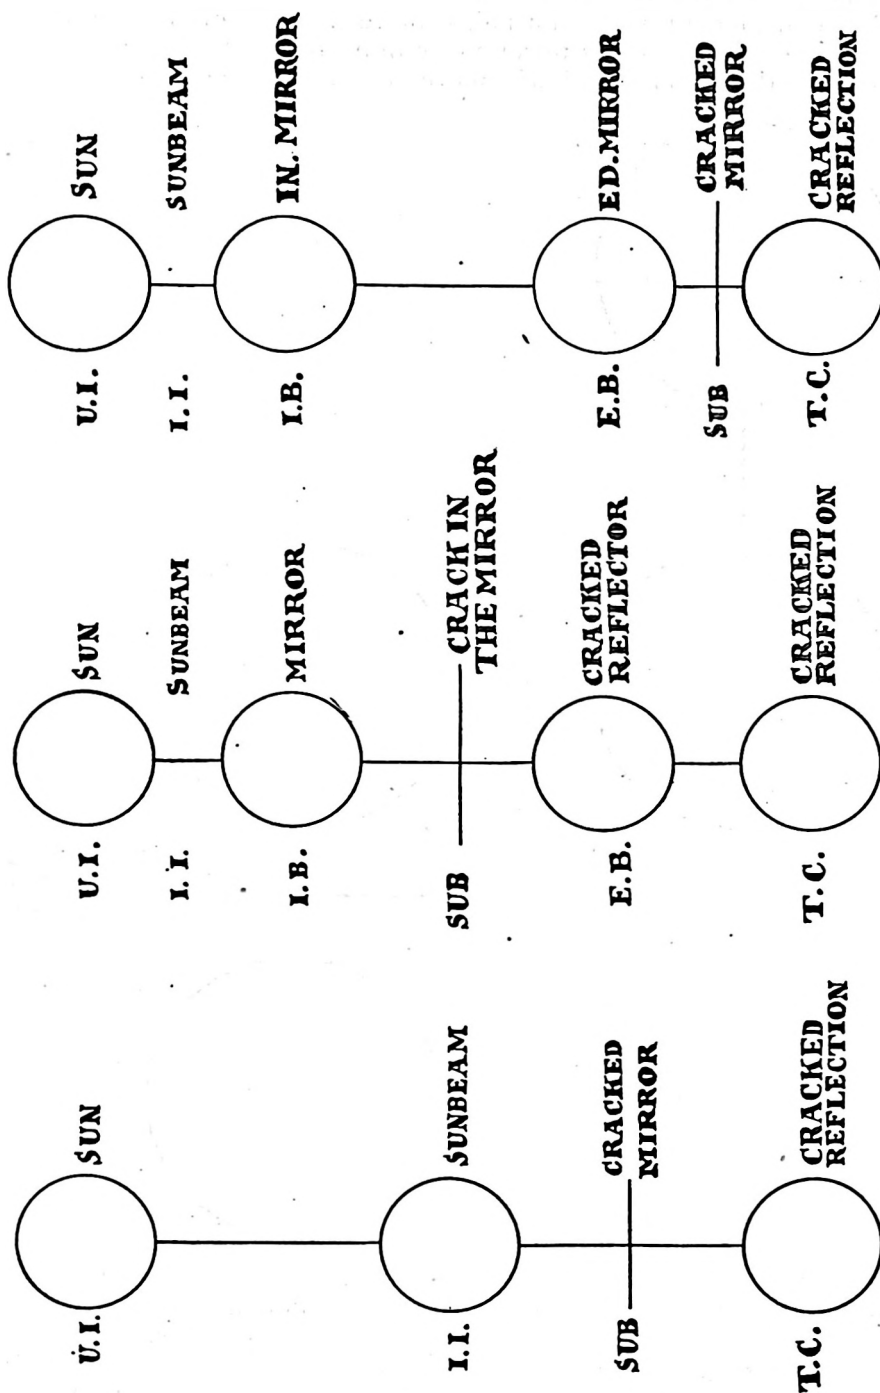 U.I. SUN
I.I. SUNBEAM
SUB CRACKED
MIRROR
T.C. CRACKED
REFLECTION
U.I. SUN
I.I. SUNBEAM
I.B. MIRROR
SUB CRACK IN
THE MIRROR
E.B. CRACKED
REFLECTOR
T.C. CRACKED
REFLECTION
U.I. SUN
I.I. SUNBEAM
I.B. IN. MIRROR
E.B. ED. MIRROR
SUB CRACKED
MIRROR
T.C. CRACKED
REFLECTION